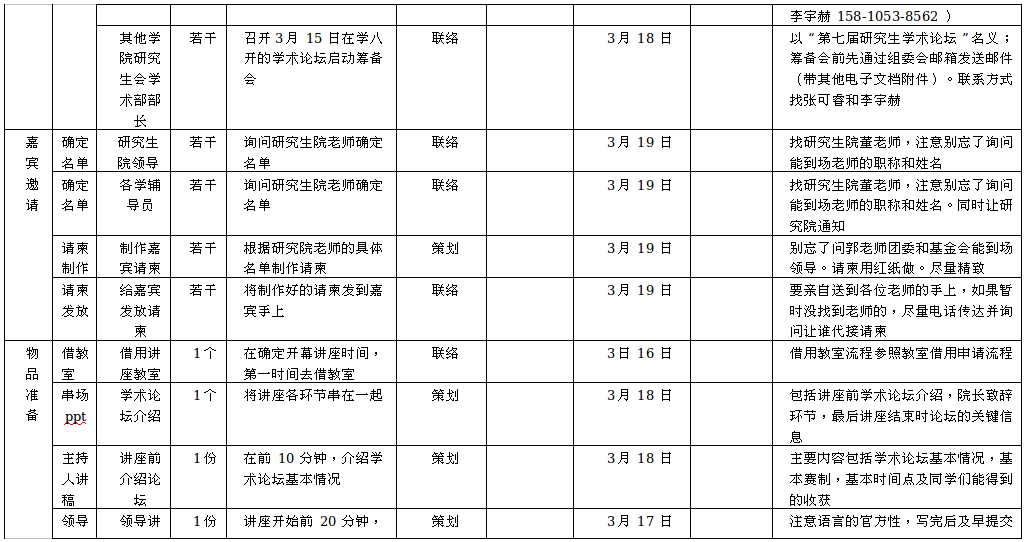 李宇赫 158-1053-8562 ）
其他学 若干 召开 3月 15 日在学八 联络 3月 18 日 以“第七届研究生学术论坛”名义；
院研究 开的学术论坛启动筹备 筹备会前先通过组委会邮箱发送邮件
生会学 会 （带其他电子文档附件）。联系方式
术部部 找张可睿和李宇赫
长
嘉 确定 研究生 若干 询问研究生院老师确定 联络 3月 19 日 找研究生院董老师，注意别忘了询问
宾 名单 院领导 名单 能到场老师的职称和姓名
邀 确定 各学辅 若干 询问研究生院老师确定 联络 3月 19 日 找研究生院董老师，注意别忘了询问
请 名单 导员 名单 能到场老师的职称和姓名。同时让研
究院通知
请柬 制作嘉 若干 根据研究院老师的具体 策划 3月 19 日 别忘了问郭老师团委和基金会能到场
制作 宾请柬 名单制作请柬 领导。请柬用红纸做。尽量精致
请柬 给嘉宾 若干 将制作好的请柬发到嘉 联络 3月 19 日 要亲自送到各位老师的手上，如果暂
发放 发放请 宾手上 时没找到老师的，尽量电话传达并询
柬 问让谁代接请柬
物 借教 借用讲 1个 在确定开幕讲座时间， 联络 3日 16 日 借用教室流程参照教室借用申请流程
品 室 座教室 第一时间去借教室
准 串场 学术论 1个 将讲座各环节串在一起 策划 3月 18 日 包括讲座前学术论坛介绍，院长致辞
备 ppt 坛介绍 环节，最后讲座结束时论坛的关键信
息
主持 讲座前 1份 在前 10 分钟，介绍学 策划 3月 18 日 主要内容包括学术论坛基本情况，基
人讲 介绍论 术论坛基本情况 本赛制，基本时间点及同学们能得到
稿 坛 的收获
领导 领导讲 1份 讲座开始前 20 分钟， 策划 3月 17 日 注意语言的官方性，写完后及早提交